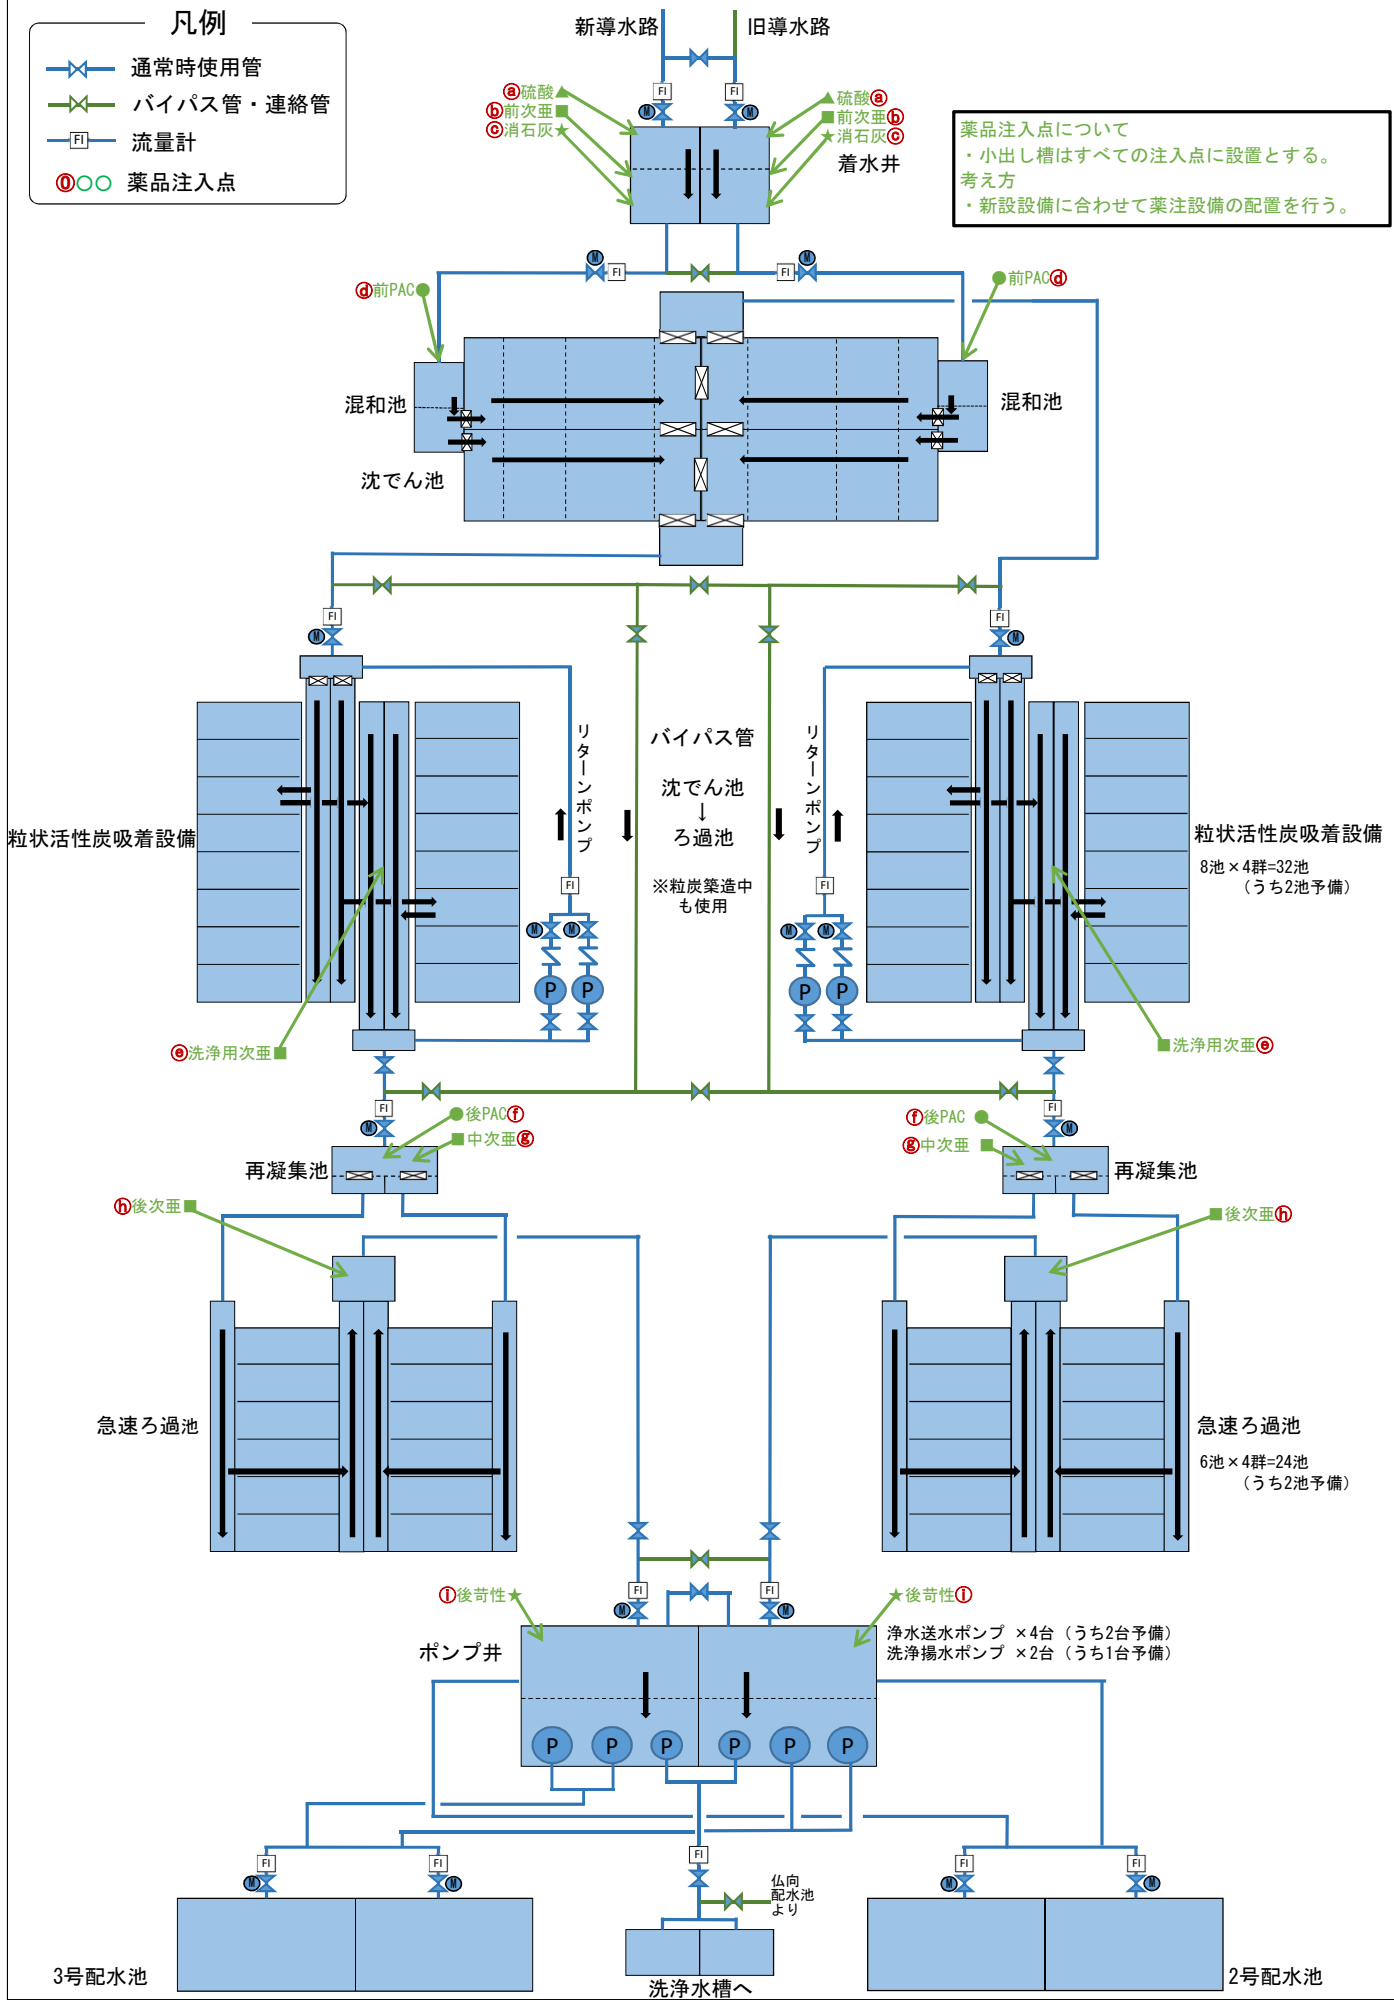 凡例
通常時使用管
バイパス管・連絡管
FI 流量計
⓪○○ 薬品注入点
新導水路
旧導水路
FI
FI
M
M
ⓐ硫酸▲
ⓑ前次亜■
ⓒ消石灰★
▲硫酸ⓐ
■前次亜ⓑ
★消石灰ⓒ
着水井
薬品注入点について
・小出し槽はすべての注入点に設置とする。
考え方
・新設設備に合わせて薬注設備の配置を行う。
M
FI
FI
M
ⓓ前PAC●
●前PACⓓ
混和池
混和池
沈でん池
FI
M
FI
M
リターンポンプ
バイパス管
沈でん池
↓
ろ過池
※粒炭築造中
も使用
リターンポンプ
粒状活性炭吸着設備
粒状活性炭吸着設備
8池×4群=32池
(うち2池予備)
FI
FI
M
M
M
M
P
P
P
P
ⓔ洗浄用次亜■
■洗浄用次亜ⓔ
FI
FI
M
M
●後PACⓕ
■中次亜ⓖ
ⓕ後PAC ●
ⓖ中次亜 ■
再凝集池
再凝集池
ⓗ後次亜■
■後次亜ⓗ
急速ろ過池
急速ろ過池
6池×4群=24池
(うち2池予備)
FI
FI
M
M
ⓘ後苛性★
★後苛性ⓘ
ポンプ井
浄水送水ポンプ ×4台(うち2台予備)
洗浄揚水ポンプ ×2台(うち1台予備)
P
P
P
P
P
P
FI
FI
FI
FI
FI
M
M
M
M
仏向
配水池
より
3号配水池
洗浄水槽へ
2号配水池